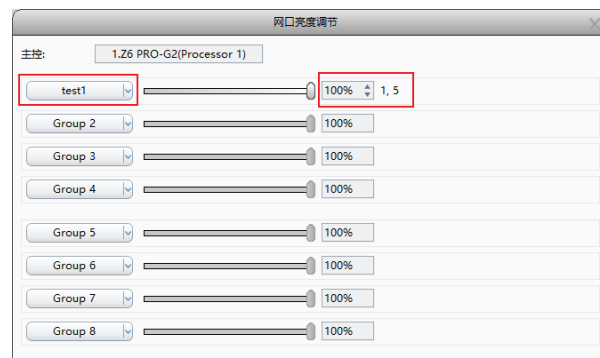 网口亮度调节
主控: 1.Z6 PRO-G2(Processor 1)
test1 100% 1, 5
Group 2 100%
Group 3 100%
Group 4 100%
Group 5 100%
Group 6 100%
Group 7 100%
Group 8 100%